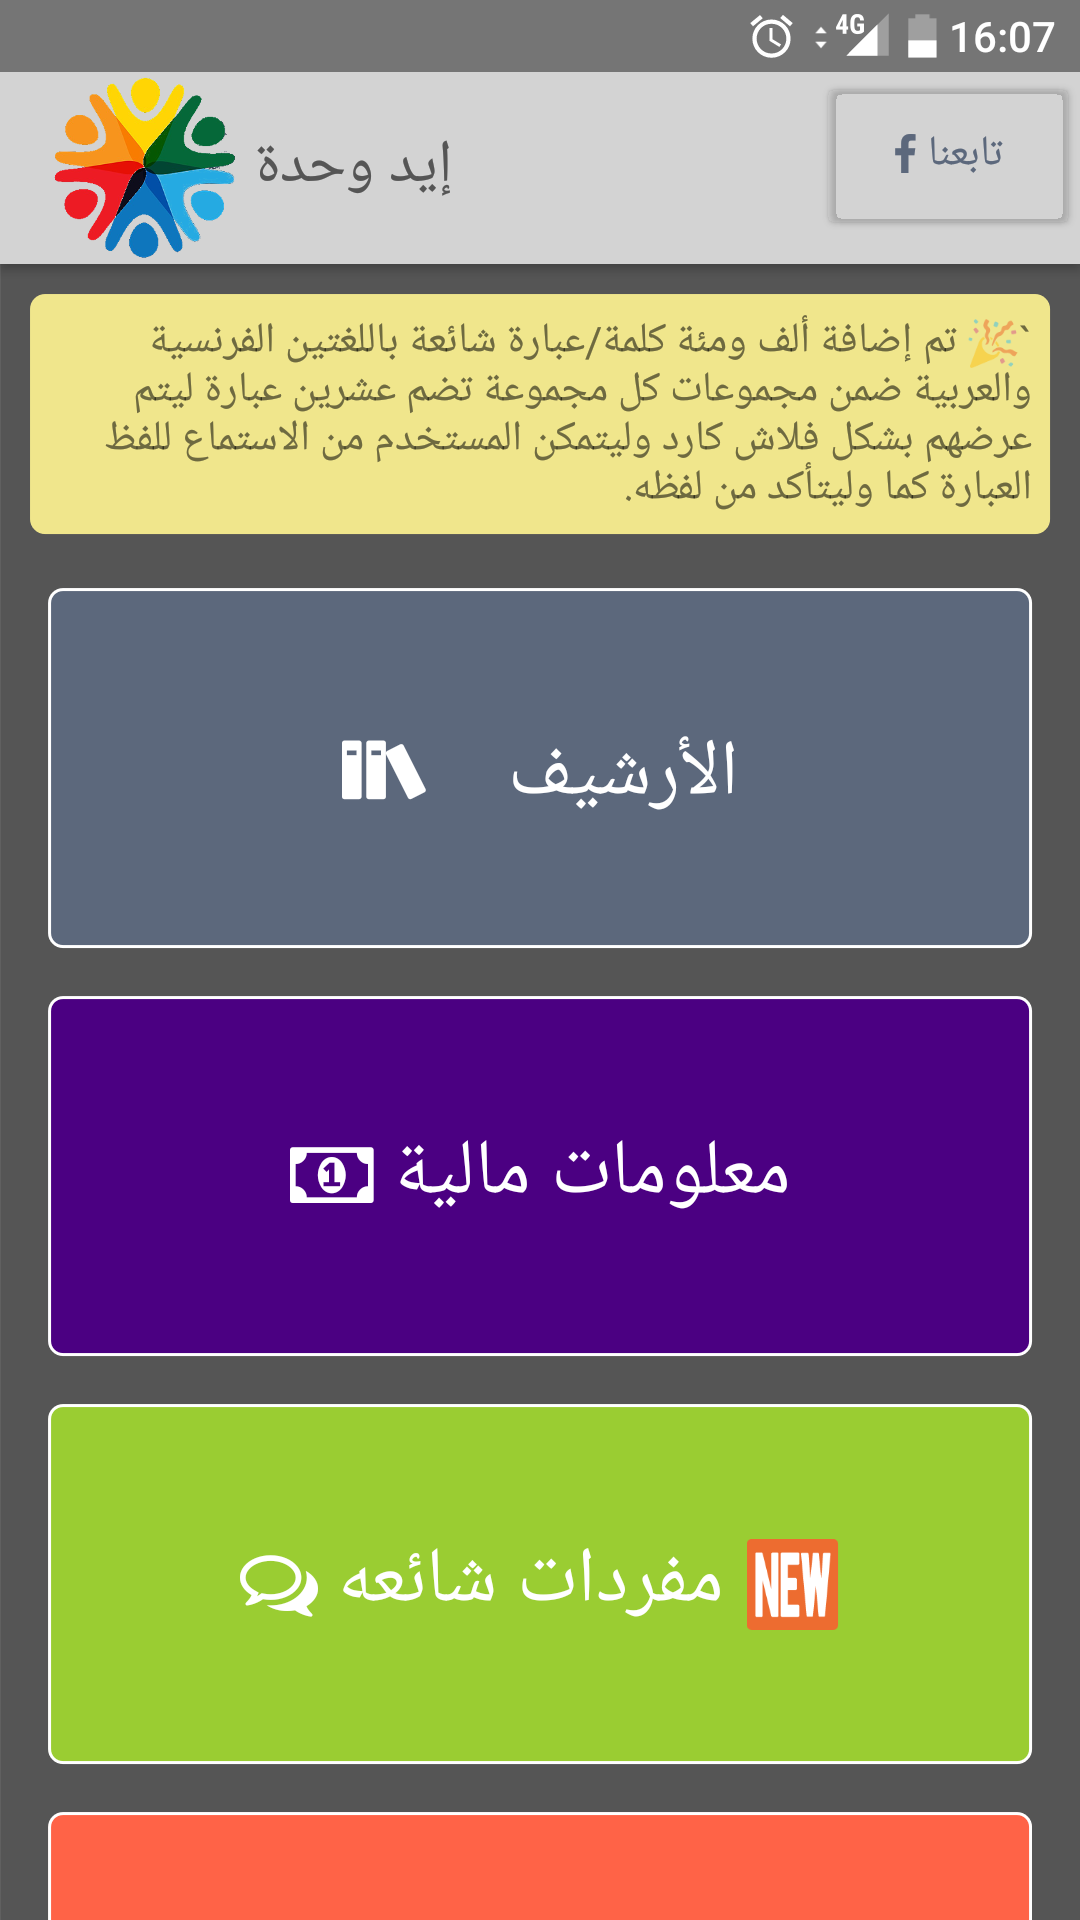 4G 16:07
إيد وحدة
تابعنا
`🎉 تم إضافة ألف ومئة كلمة/عبارة شائعة باللغتين الفرنسية
والعربية ضمن مجموعات كل مجموعة تضم عشرين عبارة ليتم
عرضهم بشكل فلاش كارد وليتمكن المستخدم من الاستماع للفظ
العبارة كما وليتأكد من لفظه.
الأرشيف
معلومات مالية
NEW مفردات شائعه